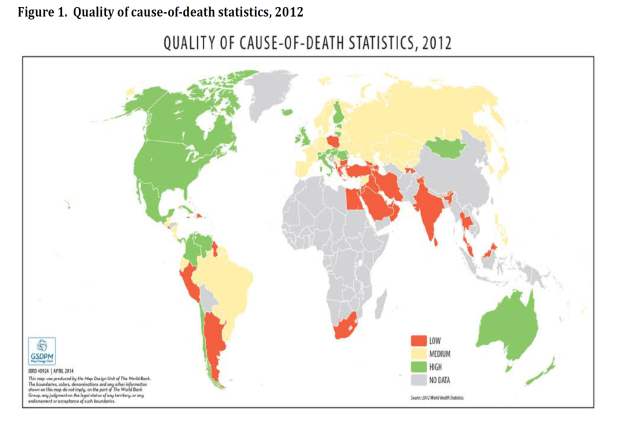 Figure 1. Quality of cause-of-death statistics, 2012
QUALITY OF CAUSE-OF-DEATH STATISTICS, 2012
LOW
MEDIUM
HIGH
NO DATA
Source: 2012 World Health Statistics.
GSDPM
Map Design Unit
IBRD 40924 | APRIL 2014
This map was produced by the Map Design Unit of The World Bank.
The boundaries, colors, denominations and any other information
shown on this map do not imply, on the part of The World Bank
Group, any judgment on the legal status of any territory, or any
endorsement or acceptance of such boundaries.